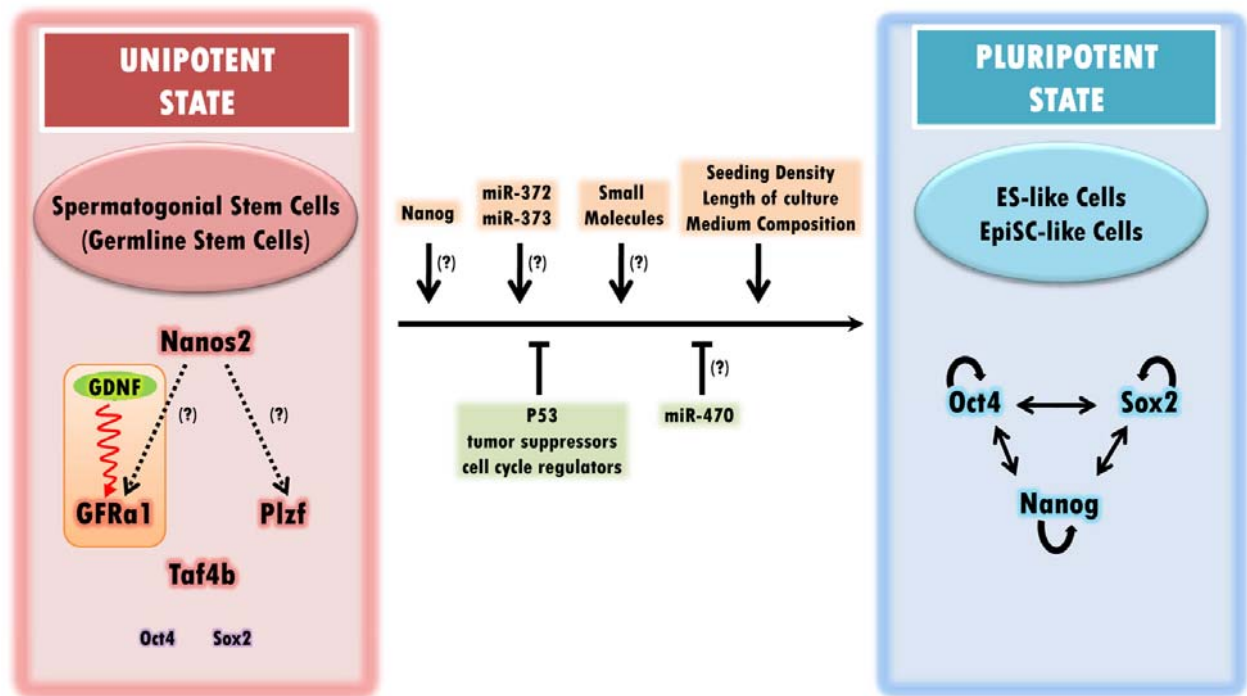 UNIPOTENT
STATE
Spermatogonial Stem Cells
(Germline Stem Cells)
Nanos2
GDNF
(?)
(?)
GFRa1
Plzf
Taf4b
Oct4
Sox2
Nanog
(?)
miR-372
miR-373
(?)
Small
Molecules
(?)
Seeding Density
Length of culture
Medium Composition
P53
tumor suppressors
cell cycle regulators
(?)
miR-470
PLURIPOTENT
STATE
ES-like Cells
EpiSC-like Cells
Oct4
Sox2
Nanog